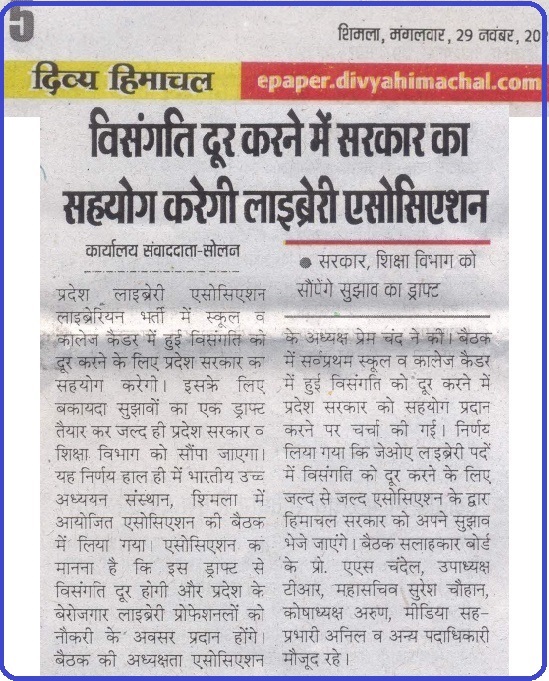 5
शिमला, मंगलवार, 29 नवंबर, 20
दिव्य हिमाचल
epaper.divyahimachal.com
विसंगति दूर करने में सरकार का
सहयोग करेगी लाइब्रेरी एसोसिएशन
कार्यालय संवाददाता-सोलन
● सरकार, शिक्षा विभाग को
सौंपेंगे सुझाव का ड्राफ्ट
प्रदेश लाइब्रेरी एसोसिएशन
लाइब्रेरियन भर्ती में स्कूल व
कालेज कैडर में हुई विसंगति को
दूर करने के लिए प्रदेश सरकार का
सहयोग करेगी। इसके लिए
बकायदा सुझावों का एक ड्राफ्ट
तैयार कर जल्द ही प्रदेश सरकार व
शिक्षा विभाग को सौंपा जाएगा।
यह निर्णय हाल ही में भारतीय उच्च
अध्ययन संस्थान, शिमला में
आयोजित एसोसिएशन की बैठक
में लिया गया। एसोसिएशन का
मानना है कि इस ड्राफ्ट से
विसंगति दूर होगी और प्रदेश के
बेरोजगार लाइब्रेरी प्रोफेशनलों को
नौकरी के अवसर प्रदान होंगे।
बैठक की अध्यक्षता एसोसिएशन
के अध्यक्ष प्रेम चंद ने की। बैठक
में सर्वप्रथम स्कूल व कालेज कैडर
में हुई विसंगति को दूर करने में
प्रदेश सरकार को सहयोग प्रदान
करने पर चर्चा की गई। निर्णय
लिया गया कि जेओए लइब्रेरी पदों
में विसंगति को दूर करने के लिए
जल्द से जल्द एसोसिएशन के द्वार
हिमाचल सरकार को अपने सुझाव
भेजे जाएंगे। बैठक सलाहकार बोर्ड
के प्रो. एएस चंदेल, उपाध्यक्ष
टीआर, महासचिव सुरेश चौहान,
कोषाध्यक्ष अरुण, मीडिया सह-
प्रभारी अनिल व अन्य पदाधिकारी
मौजूद रहे।